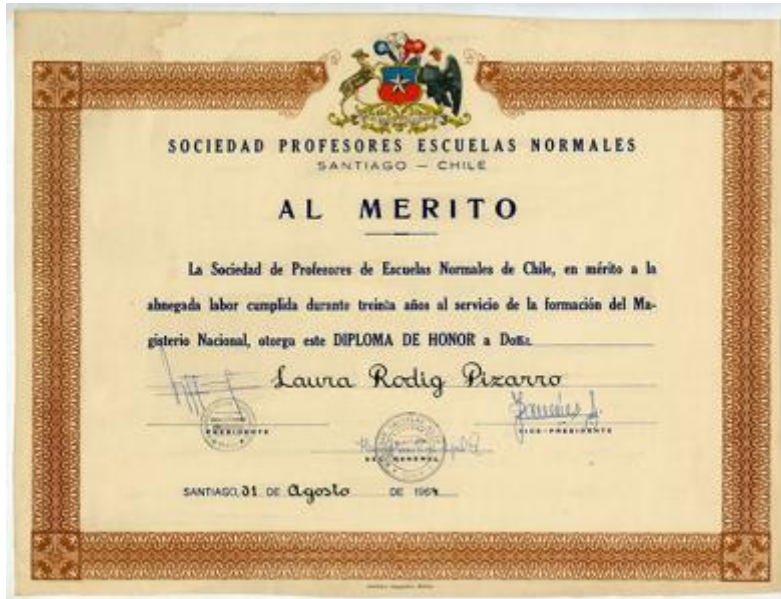 SOCIEDAD PROFESORES ESCUELAS NORMALES
SANTIAGO — CHILE
AL MERITO
La Sociedad de Profesores de Escuelas Normales de Chile, en mérito a la
abnegada labor cumplida durante treinta años al servicio de la formación del Ma-
gisterio Nacional, otorga este DIPLOMA DE HONOR a Doña
Laura Rodig Pizarro
PRESIDENTE
VICE-PRESIDENTE
SEC. GENERAL
SANTIAGO, 31 DE Agosto DE 1964